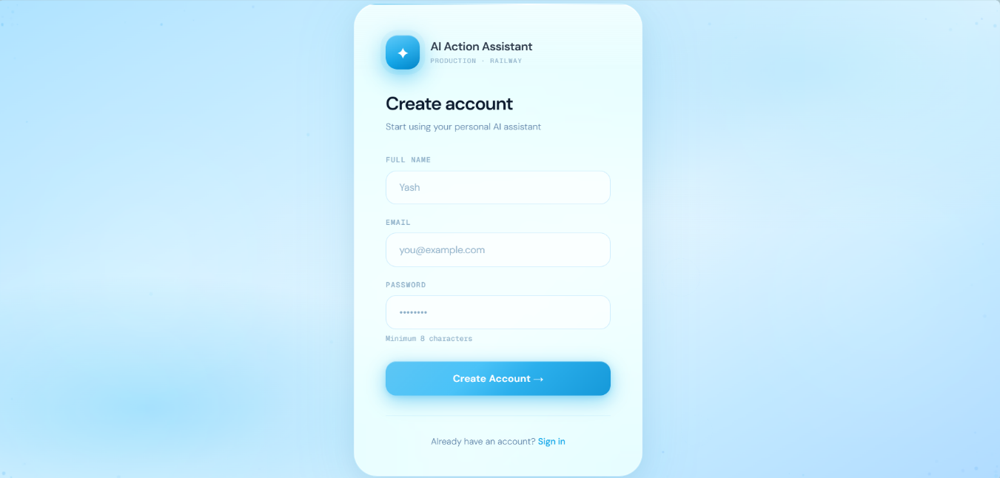 AI Action Assistant
PRODUCTION · RAILWAY
Create account
Start using your personal AI assistant
FULL NAME
Yash
EMAIL
you@example.com
PASSWORD
••••••••
Minimum 8 characters
Create Account →
Already have an account? Sign in